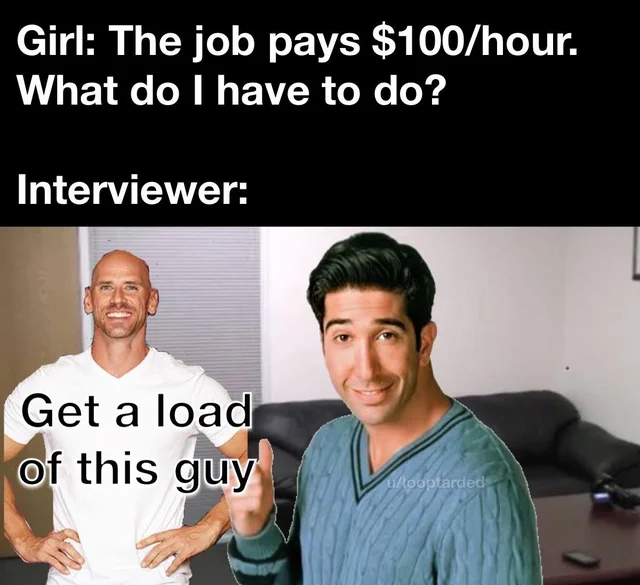 Girl: The job pays $100/hour.
What do I have to do?
Interviewer:
Get a load
of this guy
u/looptarded